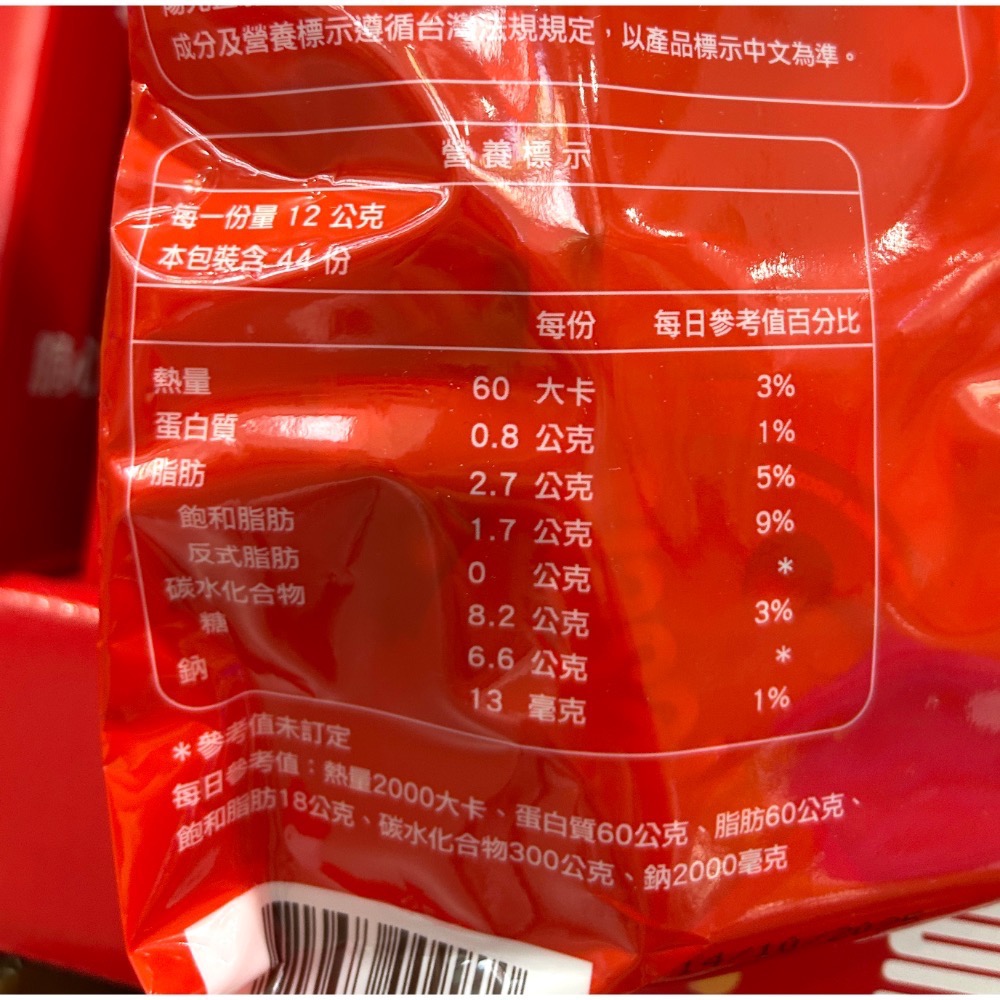 成分及營養標示遵循台灣法規規定，以產品標示中文為準。
營養標示
每一份量 12 公克
本包裝含 44 份
每份 每日參考值百分比
熱量 60 大卡 3%
蛋白質 0.8 公克 1%
脂肪 2.7 公克 5%
飽和脂肪 1.7 公克 9%
反式脂肪 0 公克 *
碳水化合物 8.2 公克 3%
糖 6.6 公克 *
鈉 13 毫克 1%
*參考值未訂定
每日參考值：熱量2000大卡、蛋白質60公克、脂肪60公克、
飽和脂肪18公克、碳水化合物300公克、鈉2000毫克